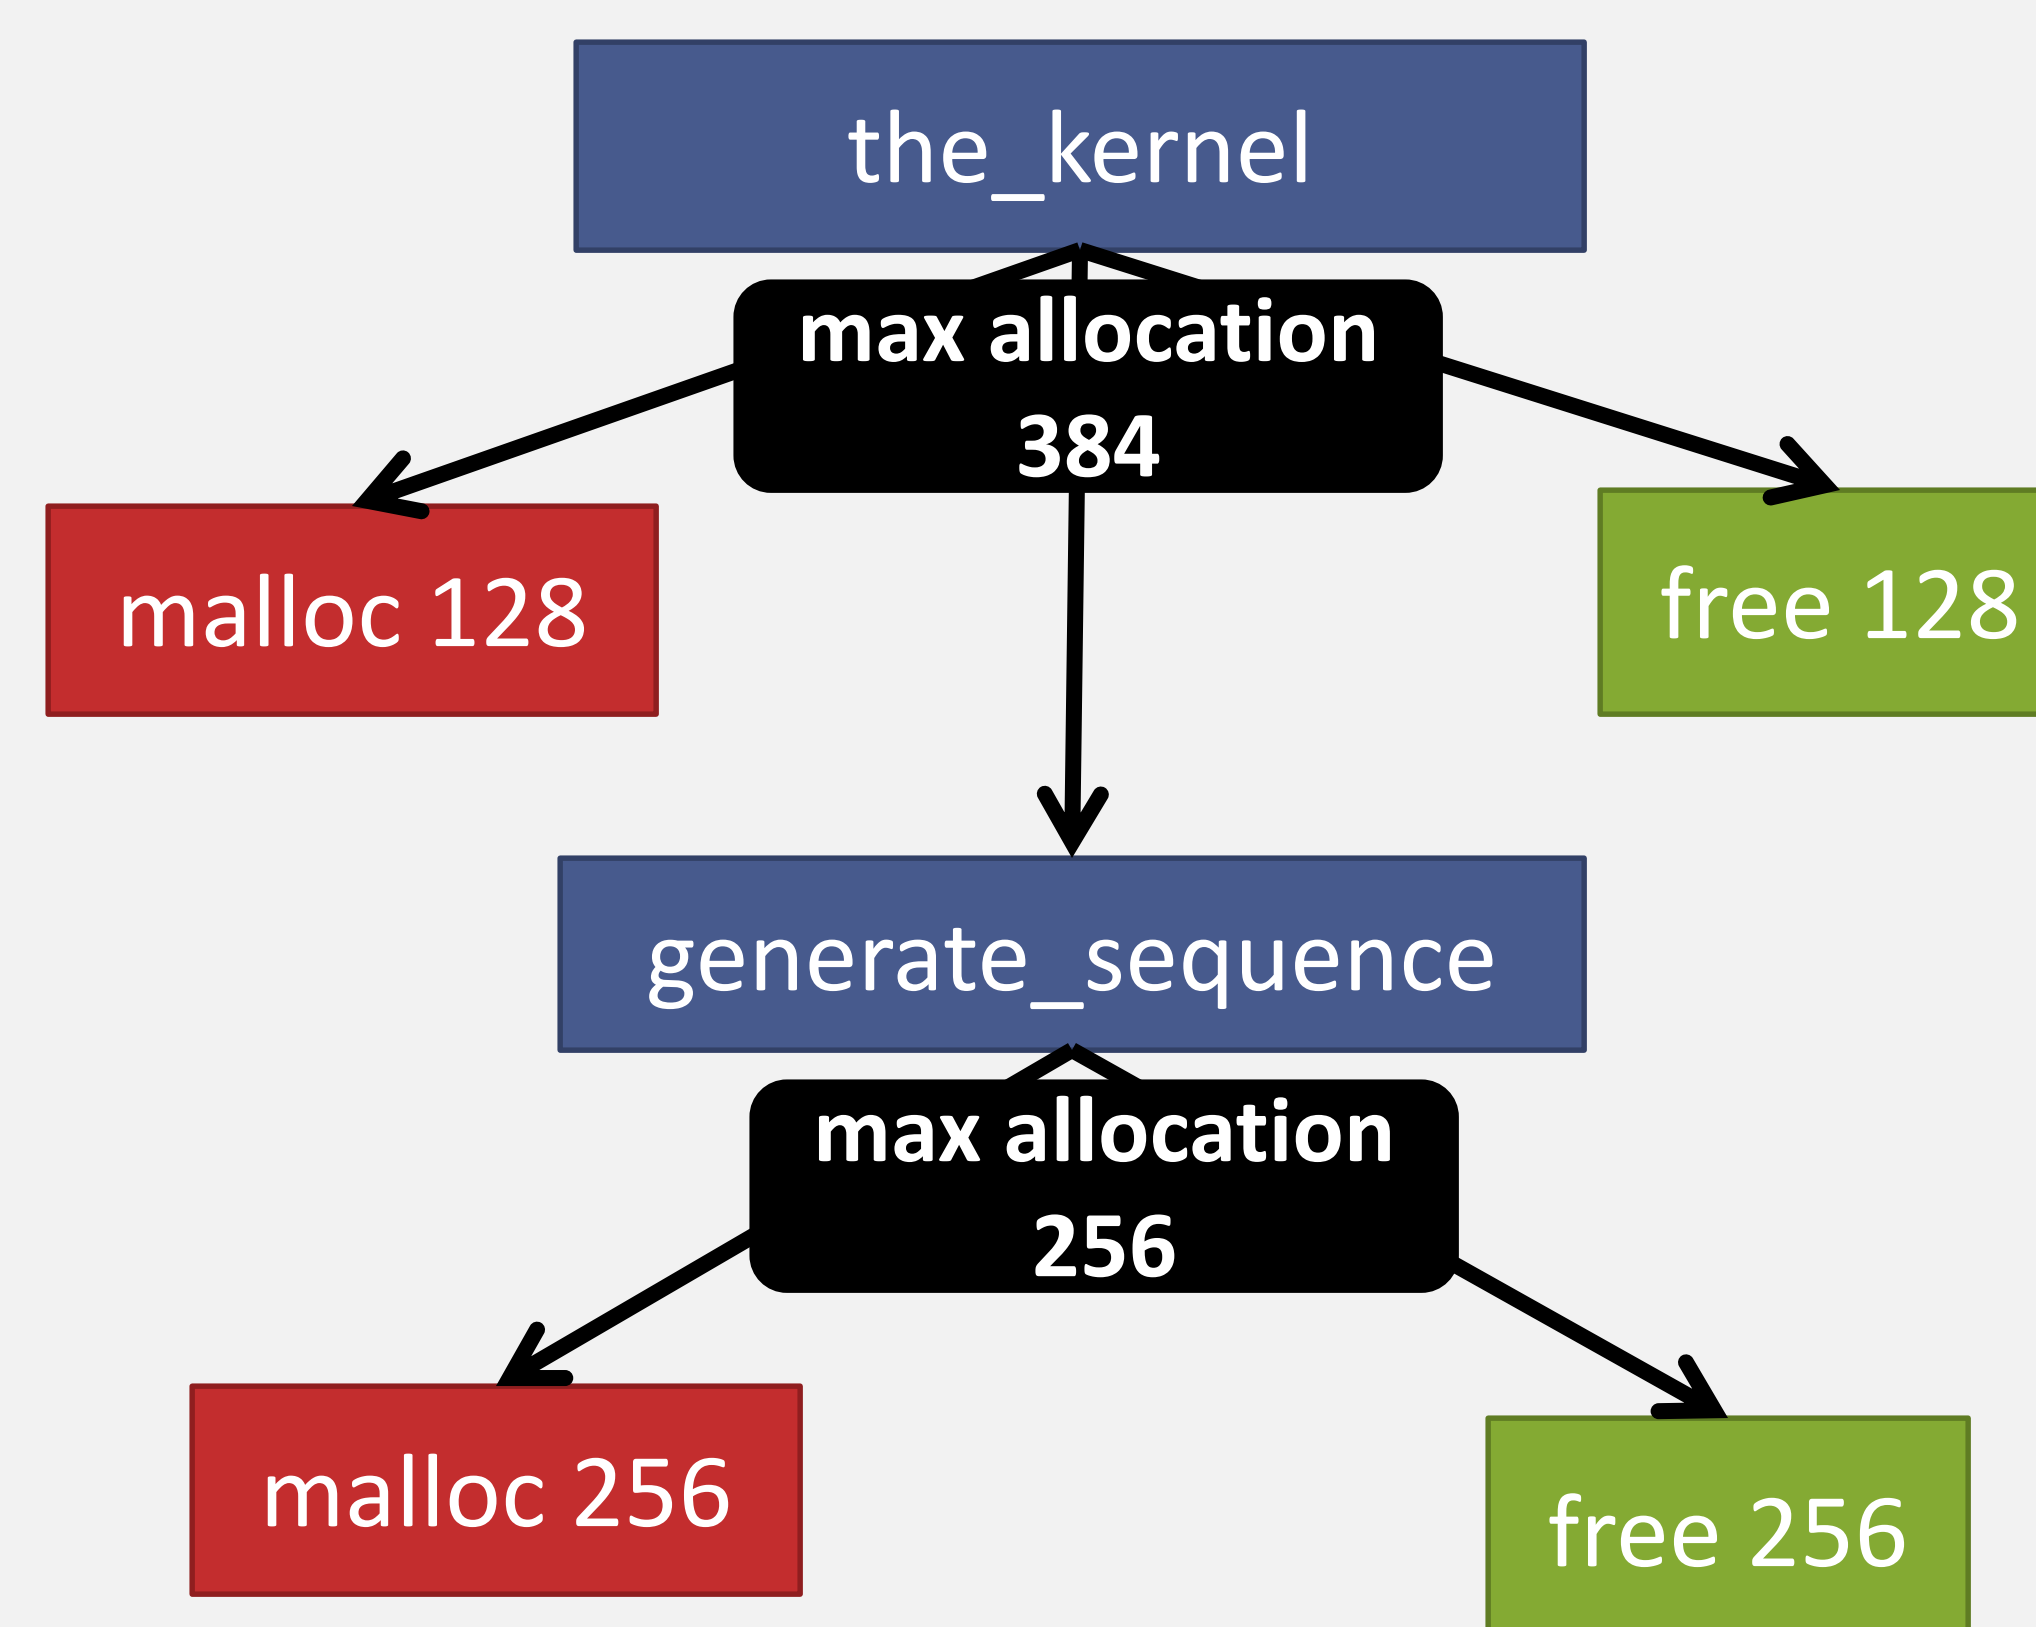 the_kernel
max allocation
384
malloc 128
free 128
generate_sequence
max allocation
256
malloc 256
free 256